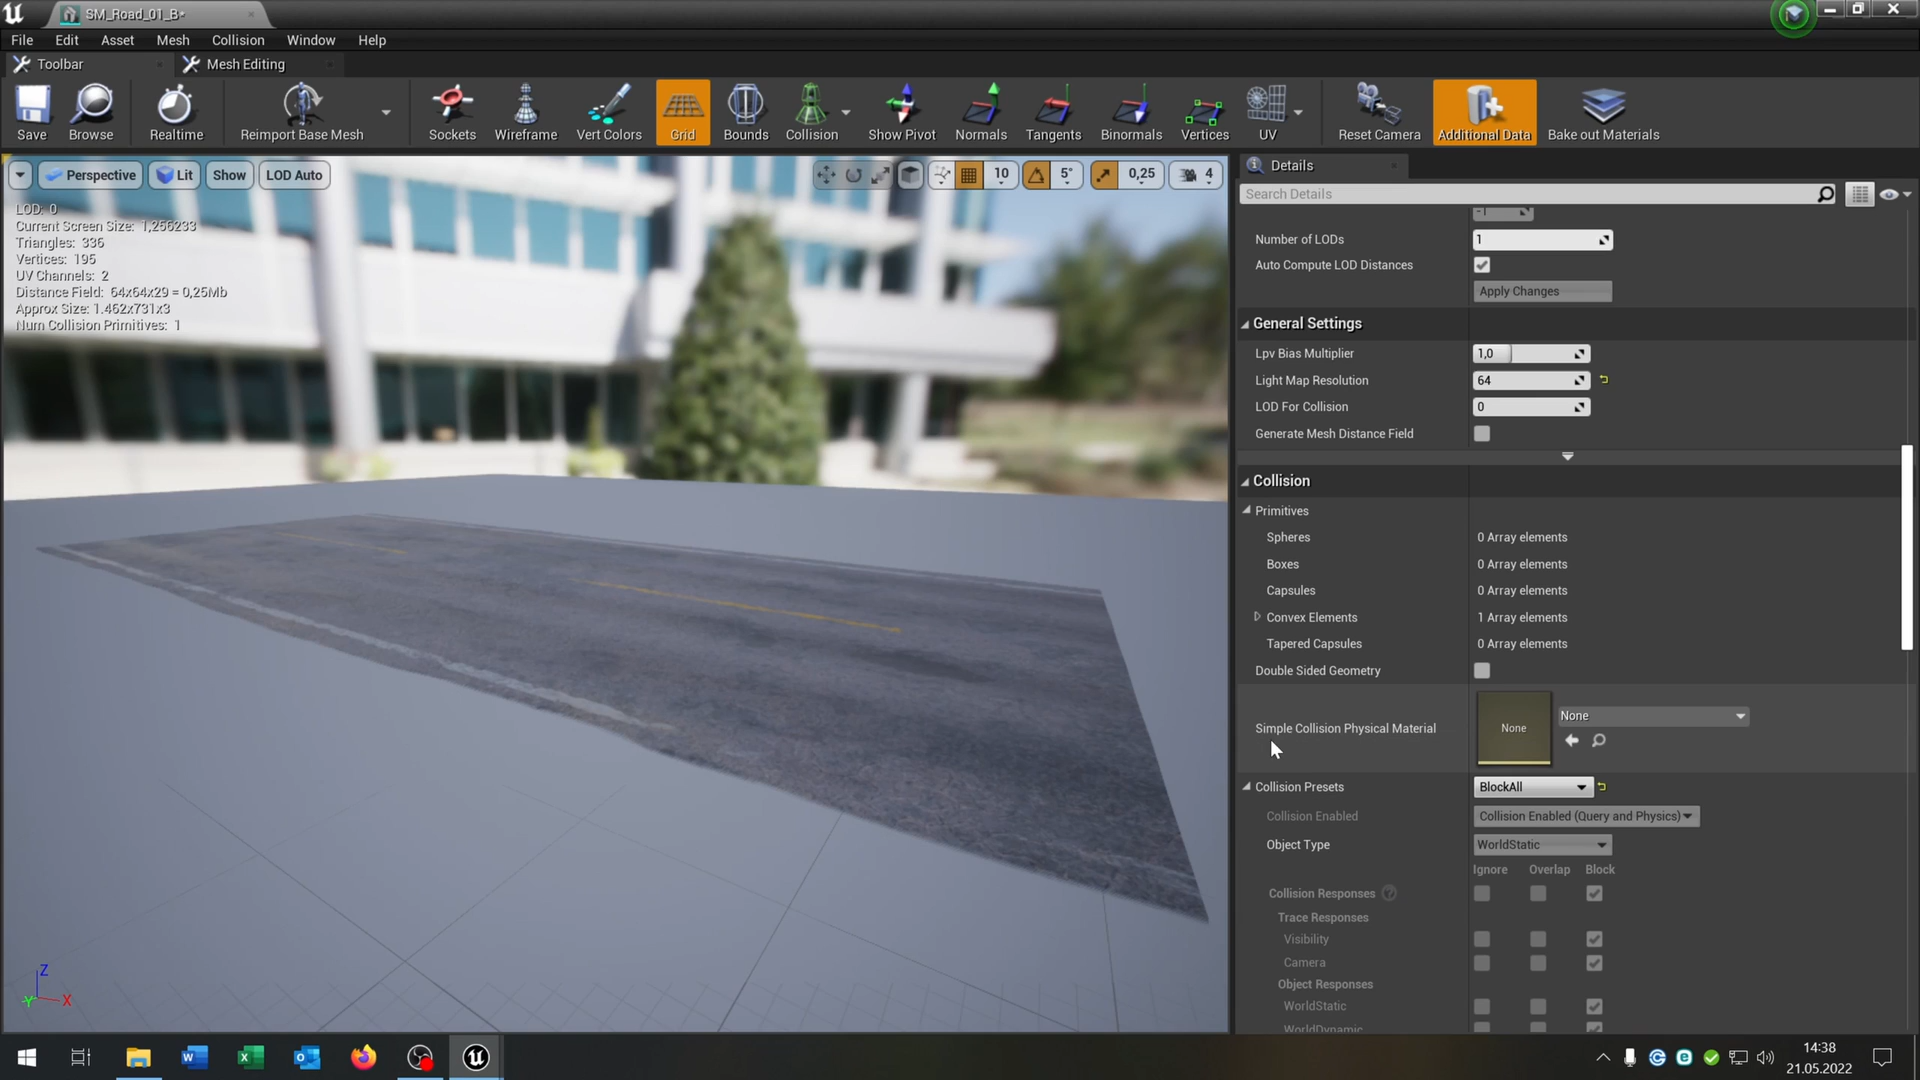 SM_Road_01_B*
File Edit Asset Mesh Collision Window Help
Toolbar Mesh Editing
Save Browse Realtime Reimport Base Mesh Sockets Wireframe Vert Colors Grid Bounds Collision Show Pivot Normals Tangents Binormals Vertices UV Reset Camera Additional Data Bake out Materials
Perspective Lit Show LOD Auto 10 5° 0,25 4
LOD: 0
Current Screen Size: 1,256233
Triangles: 336
Vertices: 195
UV Channels: 2
Distance Field: 64x64x29 = 0,25Mb
Approx Size: 1.462x731x3
Num Collision Primitives: 1
Z
Y X
Details
Search Details
-1
Number of LODs 1
Auto Compute LOD Distances
Apply Changes
General Settings
Lpv Bias Multiplier 1,0
Light Map Resolution 64
LOD For Collision 0
Generate Mesh Distance Field
Collision
Primitives
Spheres 0 Array elements
Boxes 0 Array elements
Capsules 0 Array elements
Convex Elements 1 Array elements
Tapered Capsules 0 Array elements
Double Sided Geometry
Simple Collision Physical Material None None
Collision Presets BlockAll
Collision Enabled Collision Enabled (Query and Physics)
Object Type WorldStatic
Ignore Overlap Block
Collision Responses ?
Trace Responses
Visibility
Camera
Object Responses
WorldStatic
WorldDynamic
14:38
21.05.2022